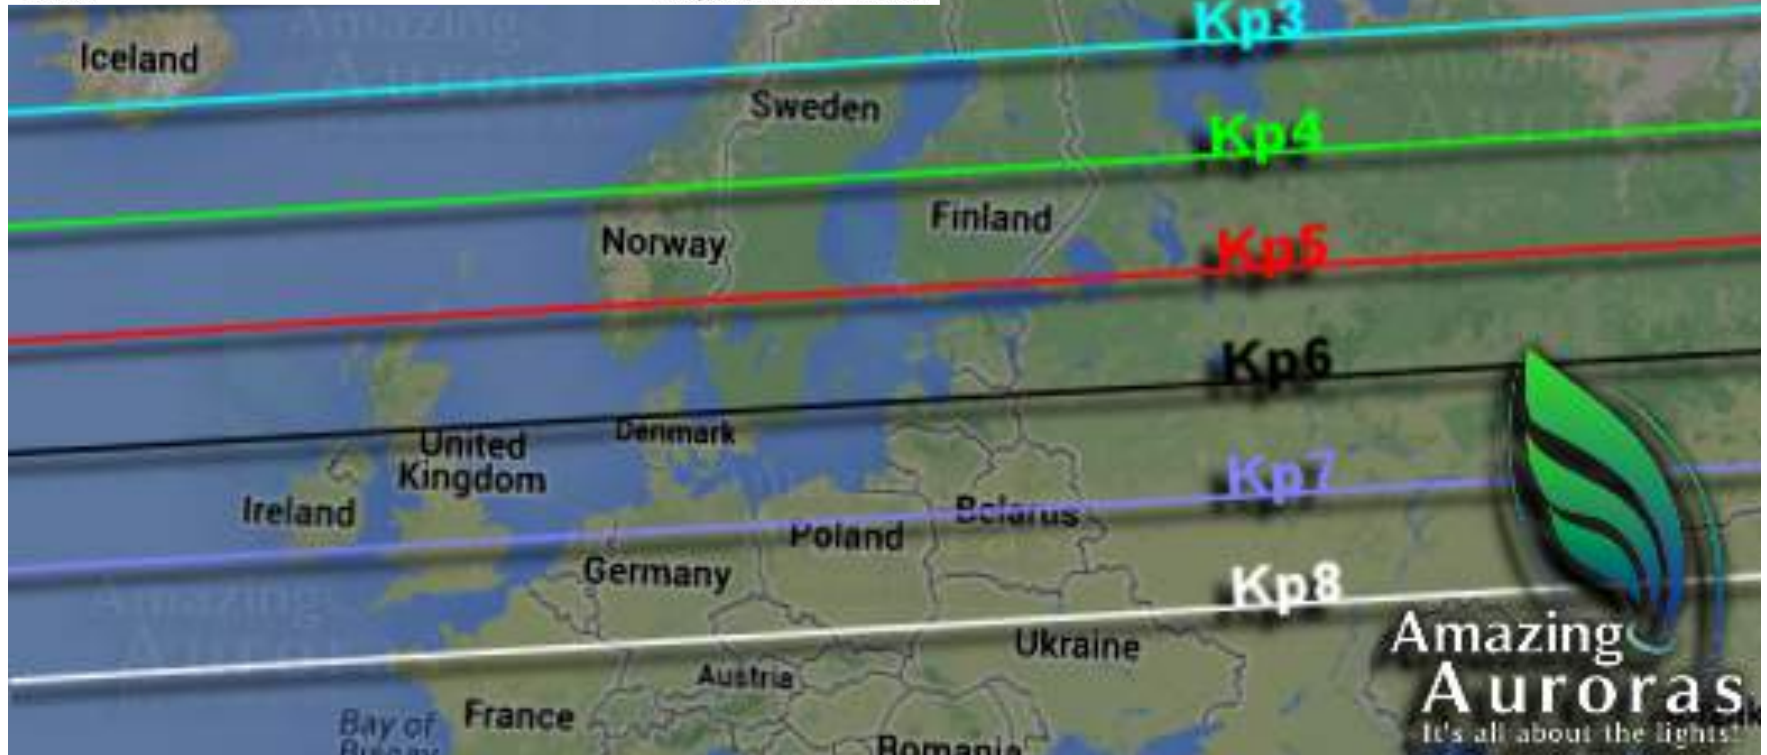 Kp3
Iceland
Sweden
Kp4
Finland
Norway
Kp5
Kp6
Denmark
United
Kingdom
Kp7
Ireland
Belarus
Poland
Germany
Kp8
Ukraine
Amazing
Auroras
It's all about the lights!
Austria
France
Bay of
Biscay
Romania